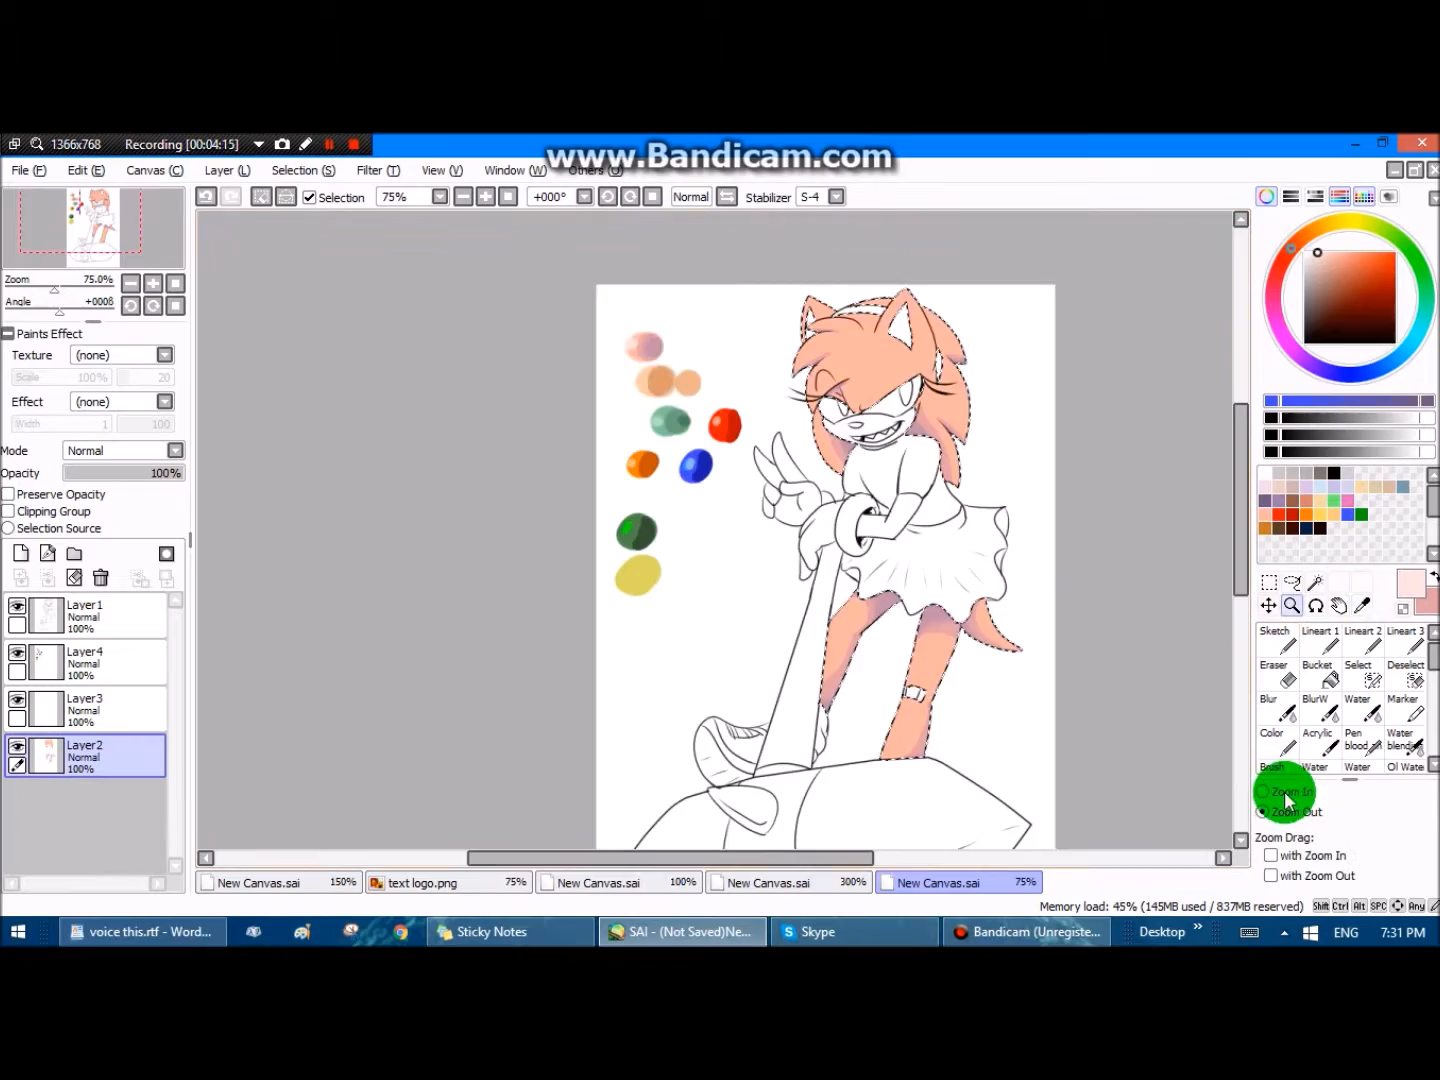 1366x768 Recording [00:04:15]
www.Bandicam.com
File (F) Edit (E) Canvas (C) Layer (L) Selection (S) Filter (T) View (V) Window (W)
Selection 75% +000° Normal Stabilizer S-4
Zoom 75.0%
Angle +000ß
Paints Effect
Texture (none)
Scale 100% 20
Effect (none)
Width 1 100
Mode Normal
Opacity 100%
Preserve Opacity
Clipping Group
Selection Source
Layer1
Normal
100%
Layer4
Normal
100%
Layer3
Normal
100%
Layer2
Normal
100%
Sketch Lineart 1 Lineart 2 Lineart 3
Eraser Bucket Select Deselect
Blur BlurW Water Marker
Color Acrylic Pen Water
blood blending
Brush Water Water Ol Wate
Zoom In
Zoom Out
Zoom Drag:
with Zoom In
with Zoom Out
New Canvas.sai 150% text logo.png 75% New Canvas.sai 100% New Canvas.sai 300% New Canvas.sai 75%
Memory load: 45% (145MB used / 837MB reserved) Shift Ctrl Alt SPC Any
voice this.rtf - Word... Sticky Notes SAI - (Not Saved)Ne... Skype Bandicam (Unregiste... Desktop » ENG 7:31 PM